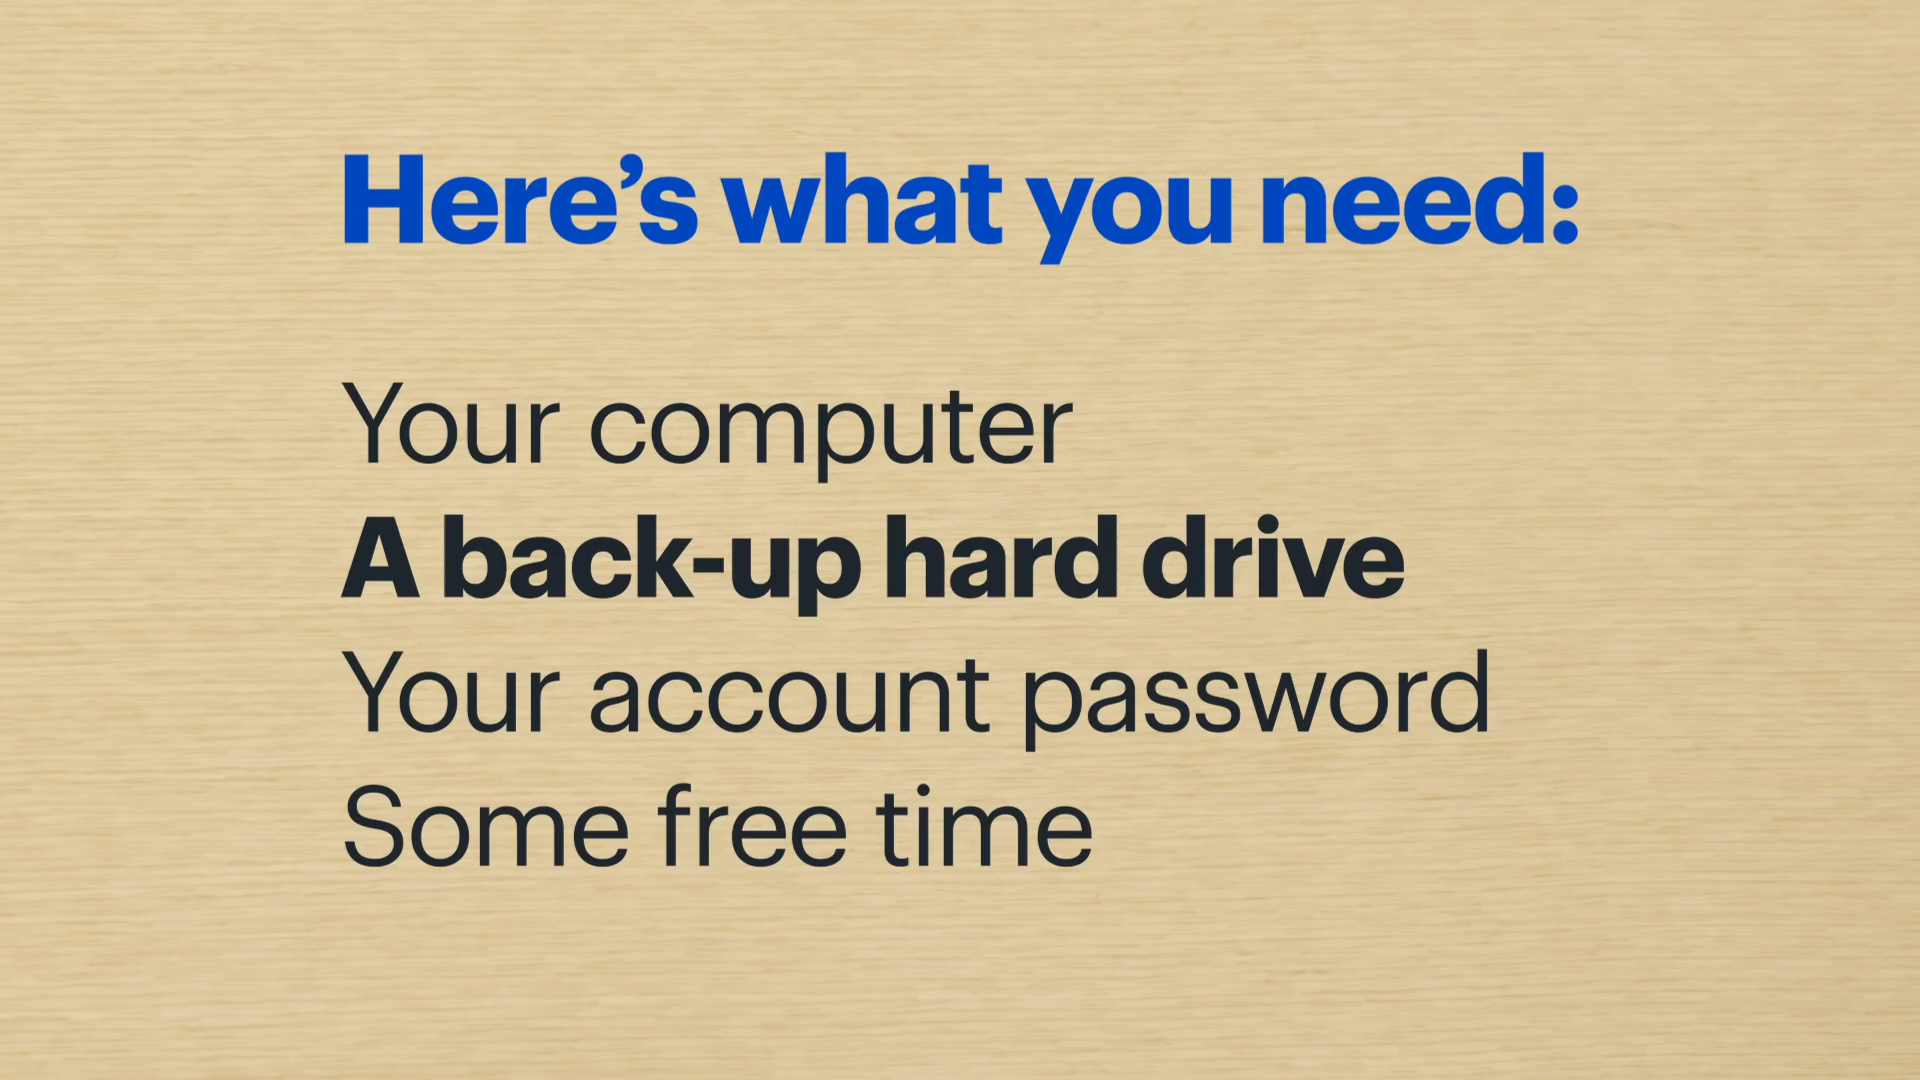 Here’s what you need:
Your computer
A back-up hard drive
Your account password
Some free time